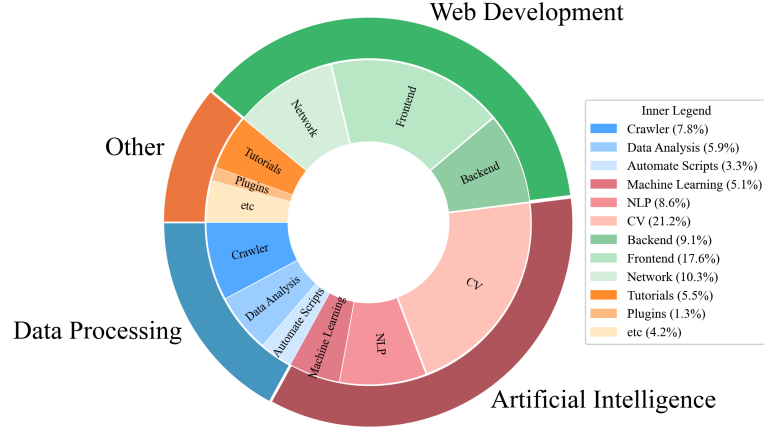 Web Development
Other
Data Processing
Artificial Intelligence
Network
Frontend
Backend
Tutorials
Plugins
etc
Crawler
Data Analysis
Automate Scripts
Machine Learning
NLP
CV
Inner Legend
Crawler (7.8%)
Data Analysis (5.9%)
Automate Scripts (3.3%)
Machine Learning (5.1%)
NLP (8.6%)
CV (21.2%)
Backend (9.1%)
Frontend (17.6%)
Network (10.3%)
Tutorials (5.5%)
Plugins (1.3%)
etc (4.2%)